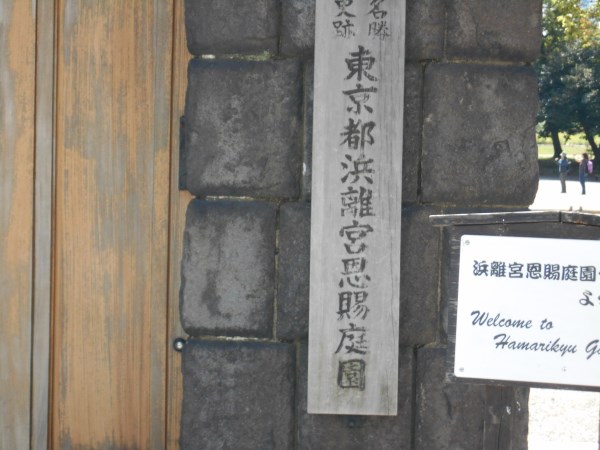 名勝
史跡
東京都浜離宮恩賜庭園
浜離宮恩賜庭園
よ
Welcome to
Hamarikyu G